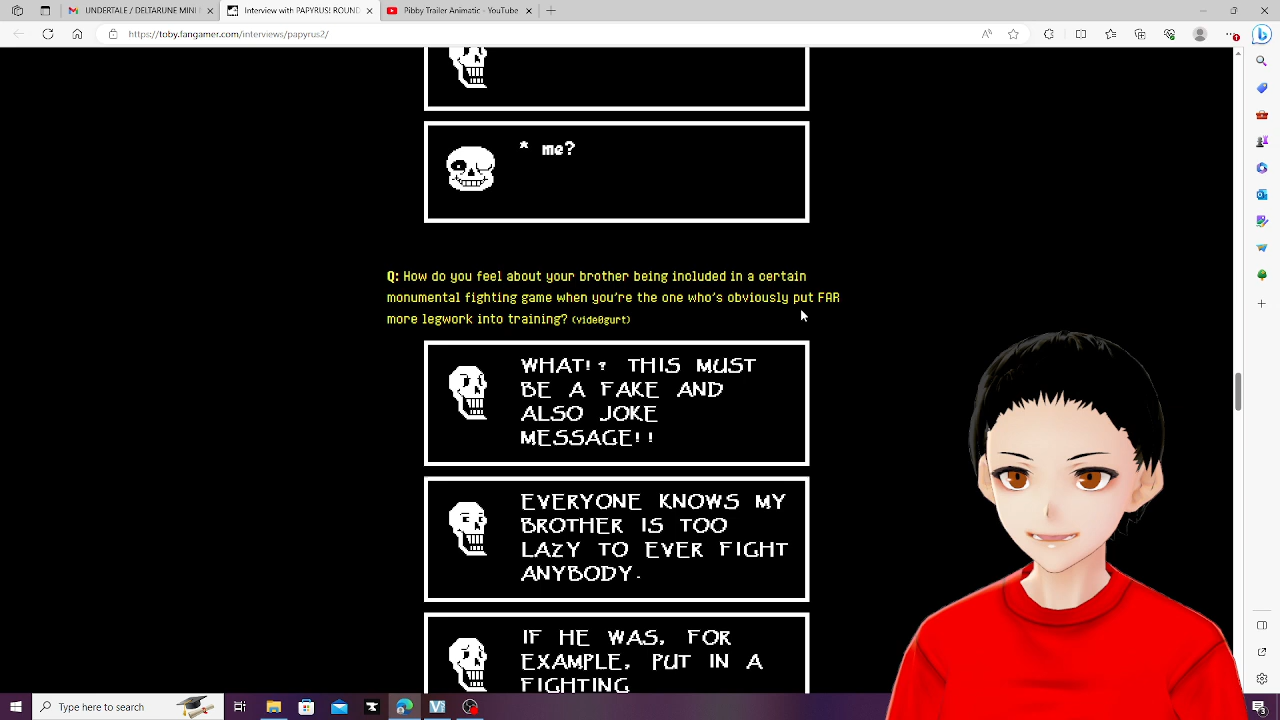 UNDERTALE / DELTARUNE MINI
Interview with PAPYRUS! ROUND
Pibby Trailer Animatic - YouTube
https://toby.fangamer.com/interviews/papyrus2/
* me?
Q: How do you feel about your brother being included in a certain
monumental fighting game when you're the one who's obviously put FAR
more legwork into training? (vide0gurt)
WHAT!? THIS MUST
BE A FAKE AND
ALSO JOKE
MESSAGE!!
EVERYONE KNOWS MY
BROTHER IS TOO
LAZY TO EVER FIGHT
ANYBODY.
IF HE WAS, FOR
EXAMPLE, PUT IN A
FIGHTING
Type here to search